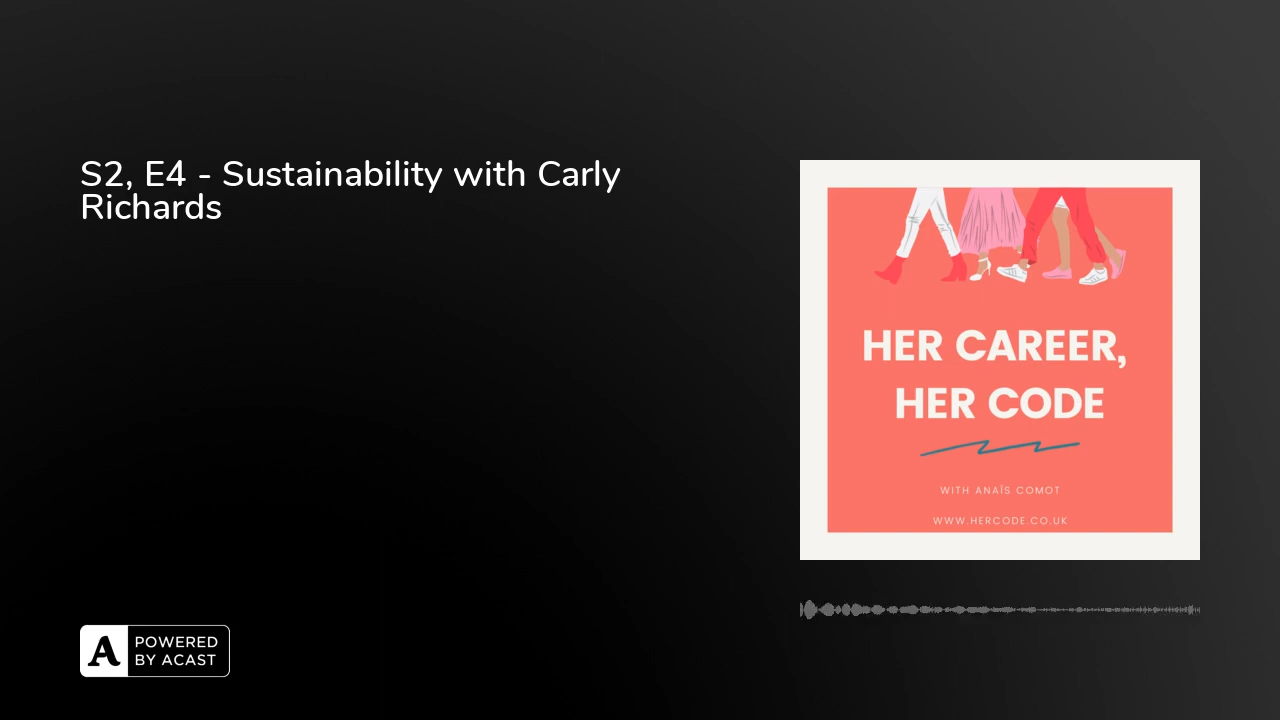 S2, E4 - Sustainability with Carly
Richards
HER CAREER,
HER CODE
WITH ANAÏS COMOT
WWW.HERCODE.CO.UK
A POWERED
BY ACAST